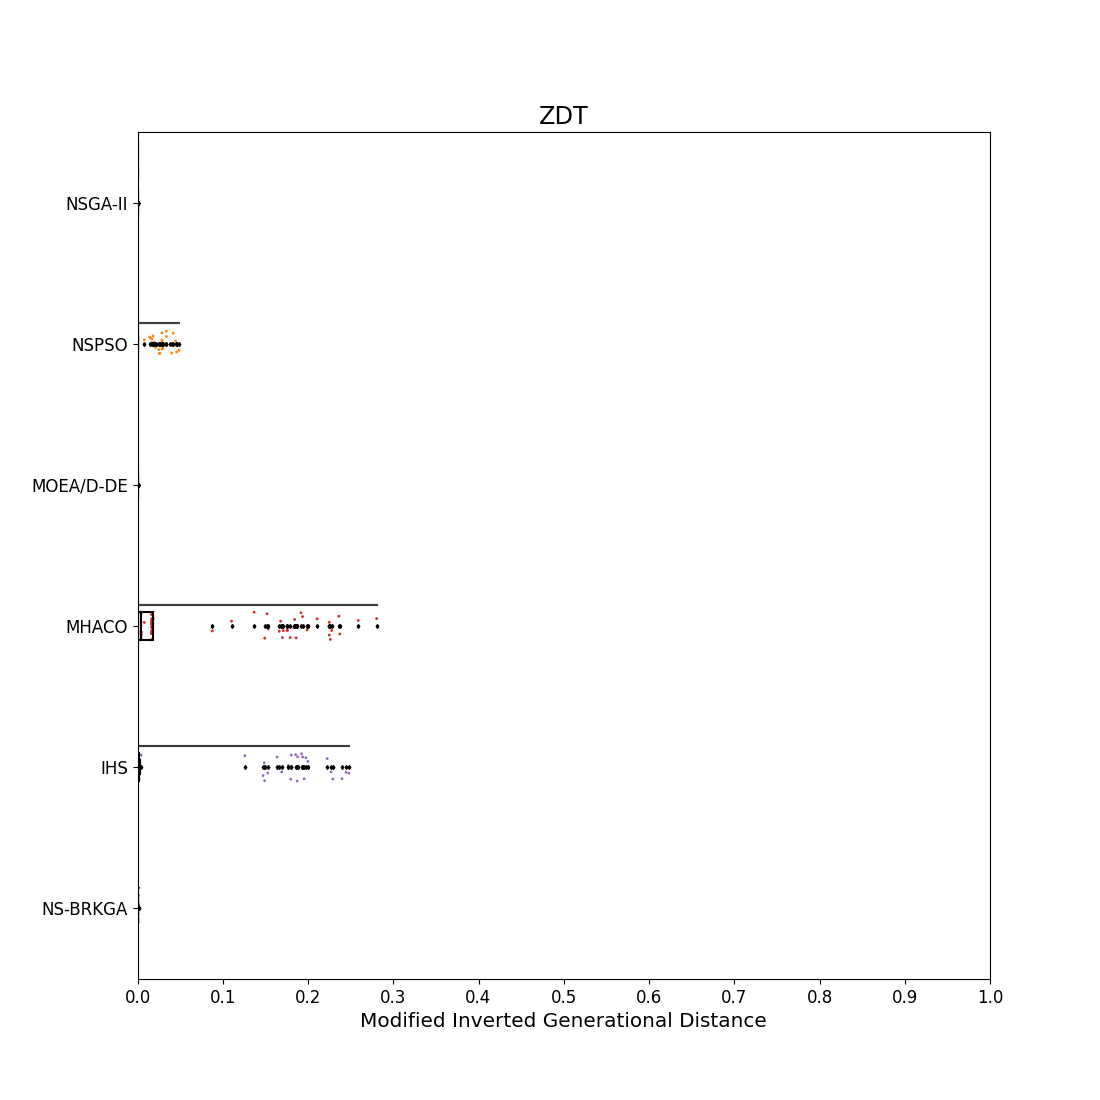 ZDT
NSGA-II
NSPSO
MOEA/D-DE
MHACO
IHS
NS-BRKGA
0.0 0.1 0.2 0.3 0.4 0.5 0.6 0.7 0.8 0.9 1.0
Modified Inverted Generational Distance